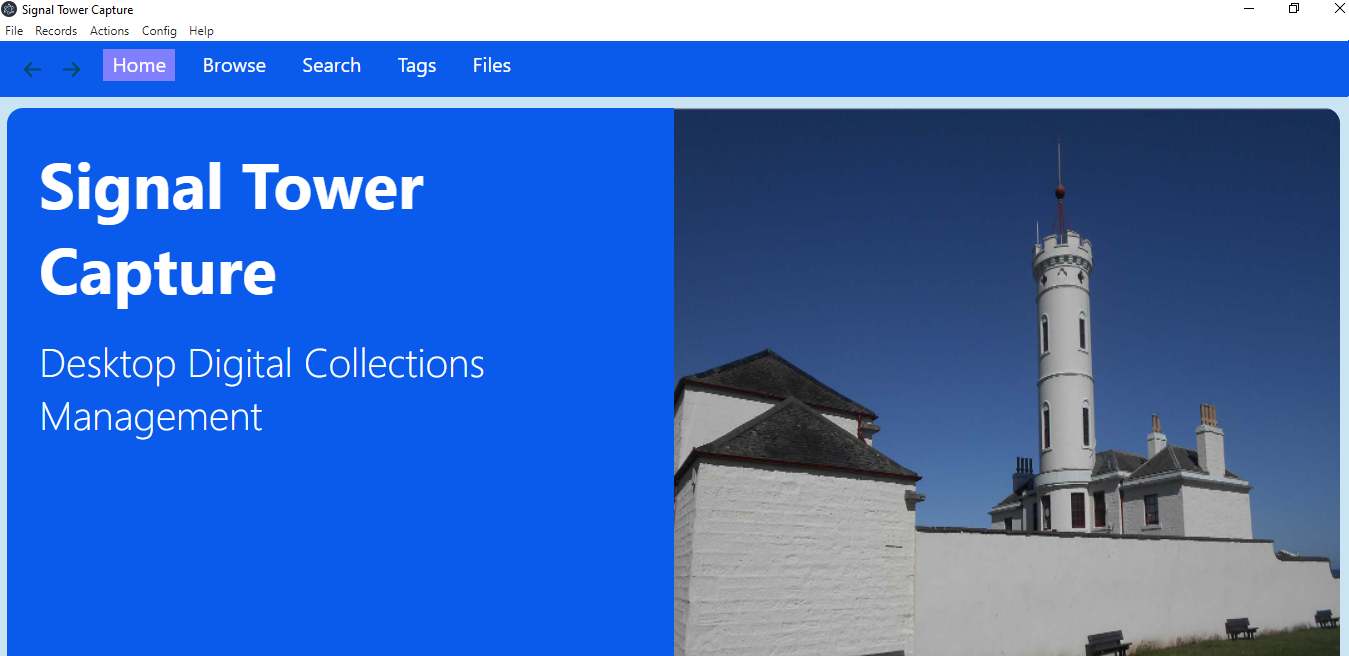 Signal Tower Capture
File Records Actions Config Help
Home Browse Search Tags Files
Signal Tower
Capture
Desktop Digital Collections
Management